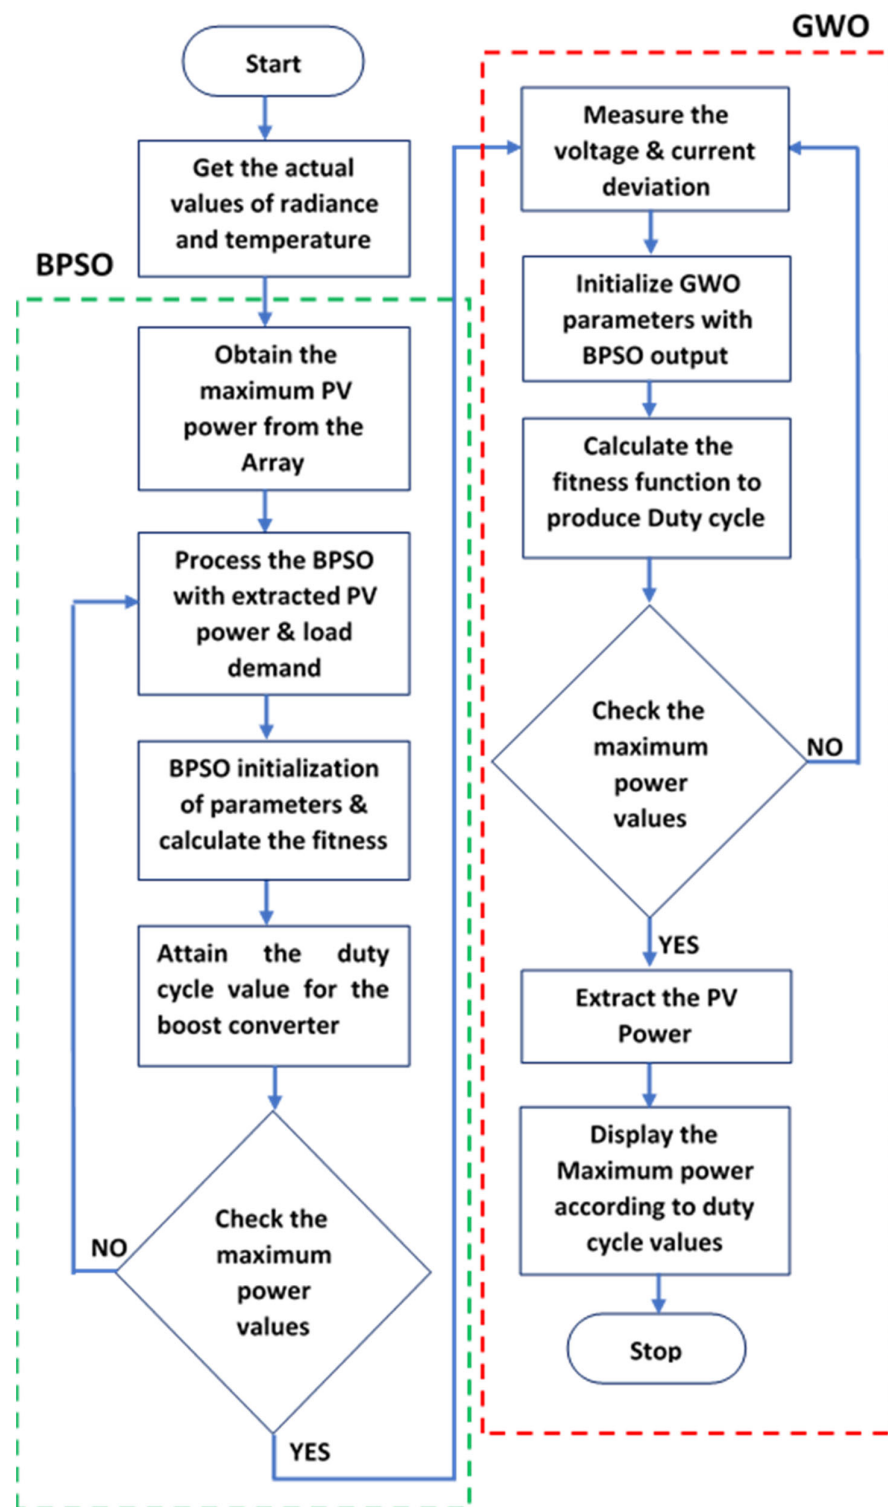 Start
Get the actual
values of radiance
and temperature
BPSO
Obtain the
maximum PV
power from the
Array
Process the BPSO
with extracted PV
power & load
demand
BPSO initialization
of parameters &
calculate the fitness
Attain the duty
cycle value for the
boost converter
Check the
maximum
power
values
NO
YES
GWO
Measure the
voltage & current
deviation
Initialize GWO
parameters with
BPSO output
Calculate the
fitness function to
produce Duty cycle
Check the
maximum
power
values
NO
YES
Extract the PV
Power
Display the
Maximum power
according to duty
cycle values
Stop